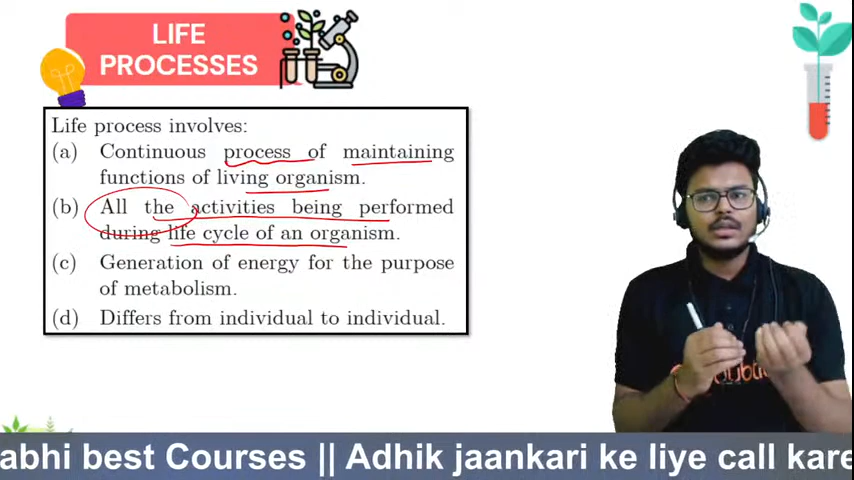 LIFE
PROCESSES
Life process involves:
(a) Continuous process of maintaining
functions of living organism.
(b) All the activities being performed
during life cycle of an organism.
(c) Generation of energy for the purpose
of metabolism.
(d) Differs from individual to individual.
abhi best Courses || Adhik jaankari ke liye call kare